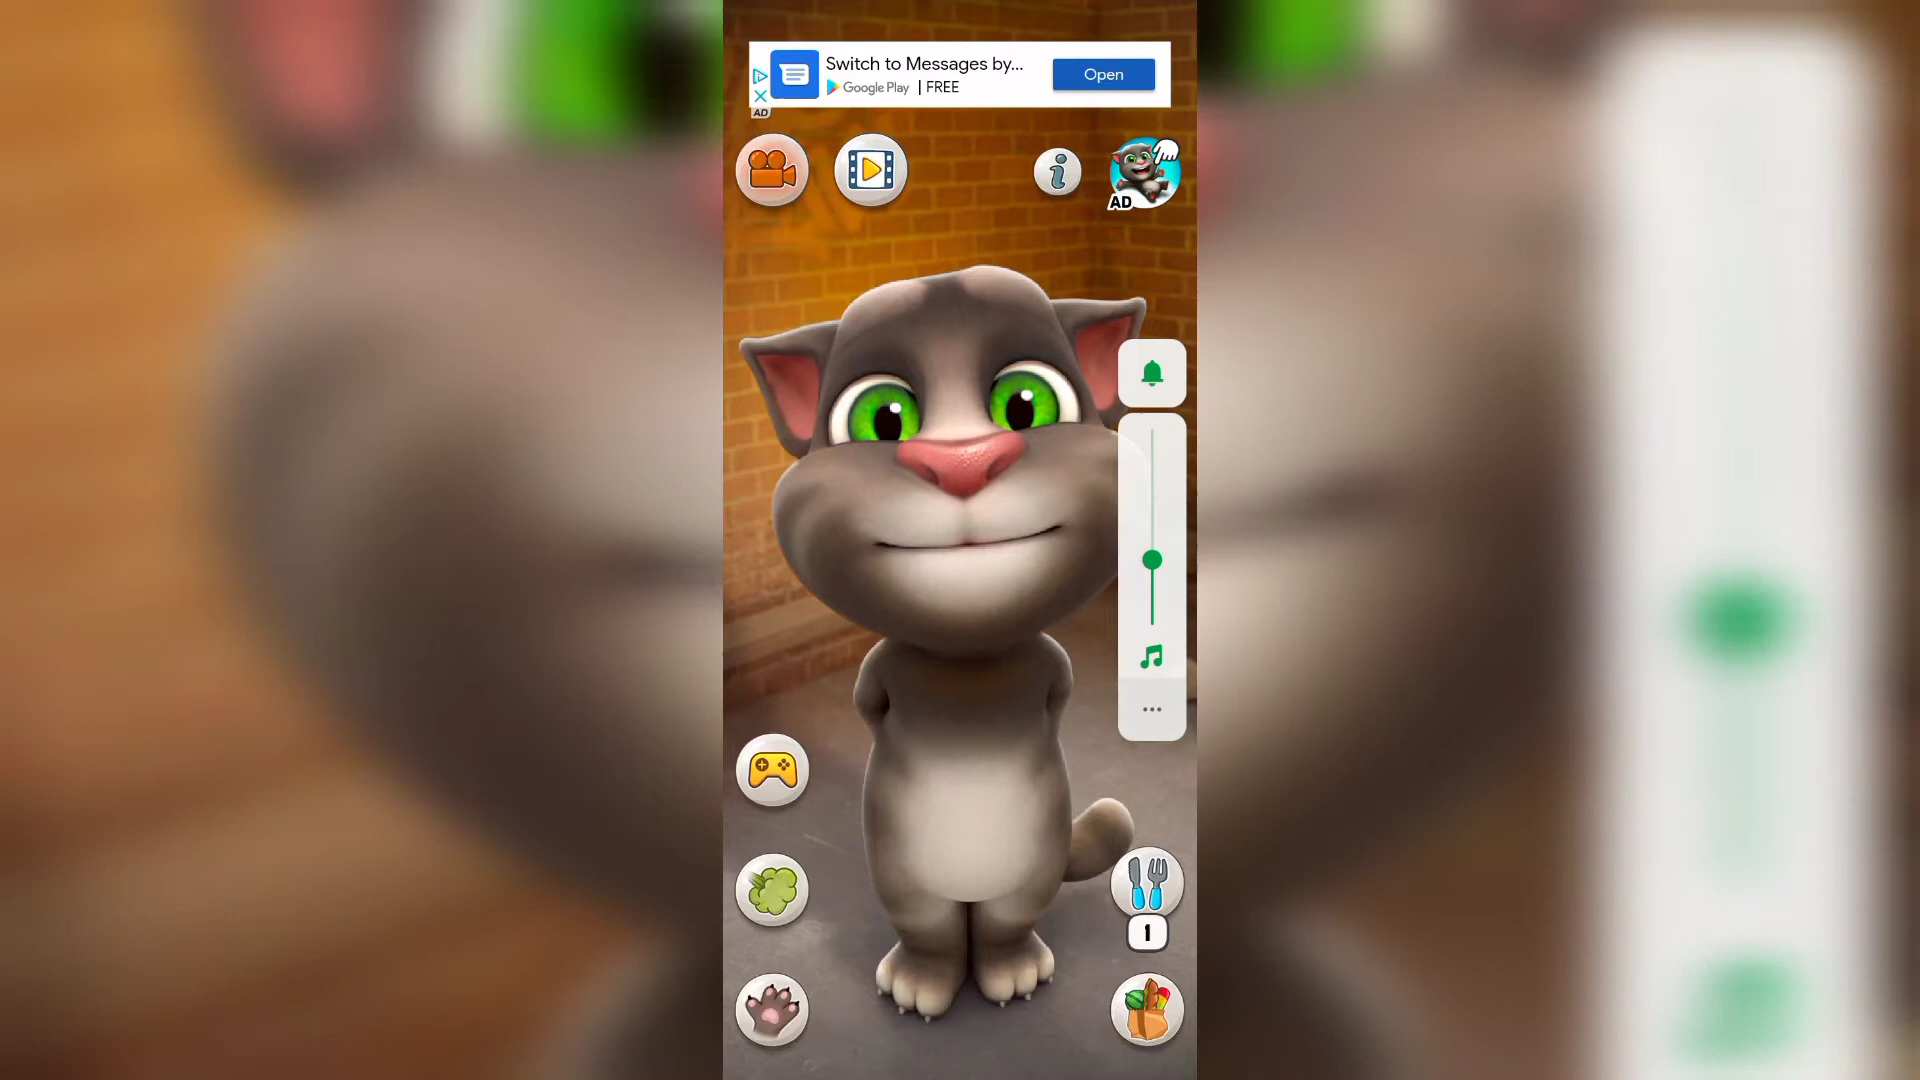 Switch to Messages by...
Google Play | FREE
Open
AD
AD
1